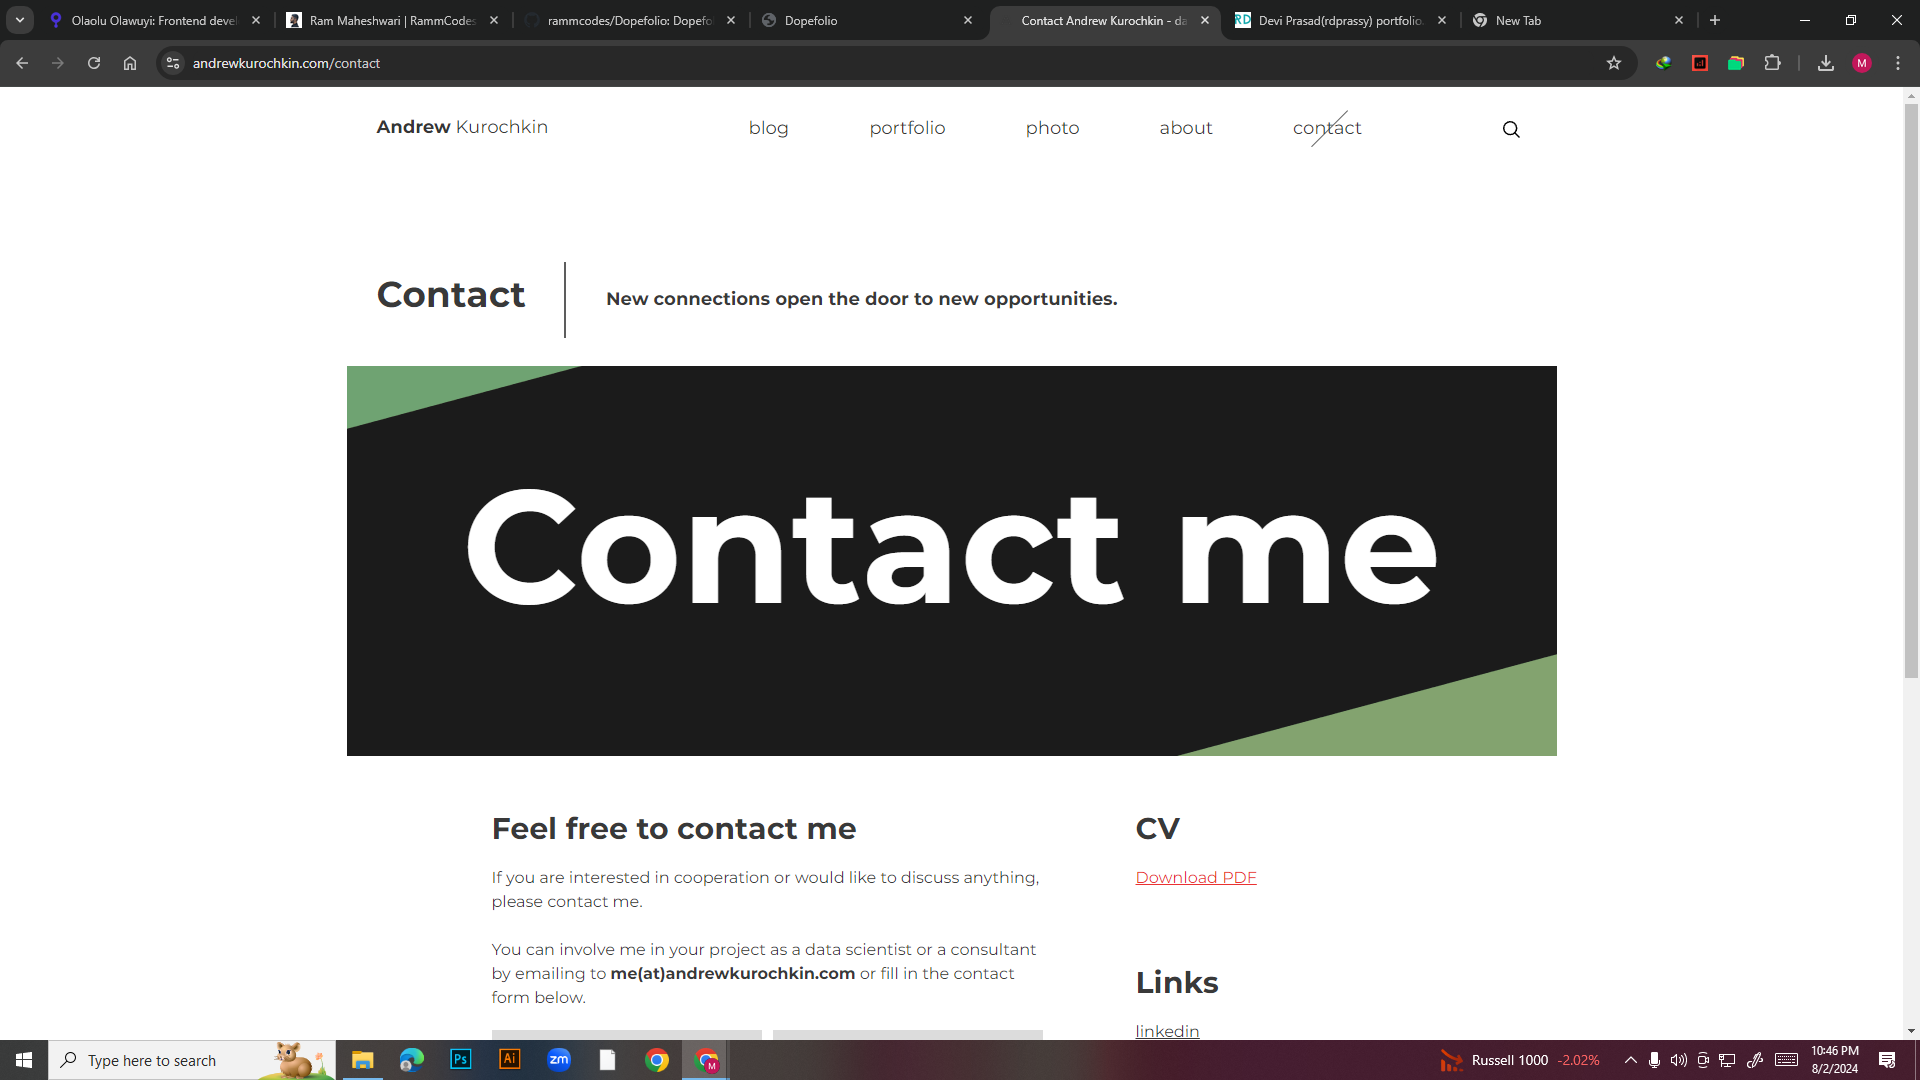 Olaolu Olawuyi: Frontend deve
Ram Maheshwari | RammCodes
rammcodes/Dopefolio: Dopefo
Dopefolio
Contact Andrew Kurochkin - da
Devi Prasad(rdprassy) portfolio
New Tab
andrewkurochkin.com/contact
M
Andrew Kurochkin
blog
portfolio
photo
about
contact
Contact
New connections open the door to new opportunities.
Contact me
Feel free to contact me
If you are interested in cooperation or would like to discuss anything,
please contact me.
You can involve me in your project as a data scientist or a consultant
by emailing to me(at)andrewkurochkin.com or fill in the contact
form below.
CV
Download PDF
Links
linkedin
Type here to search
Ps
Ai
zm
M
Russell 1000 -2.02%
10:46 PM
8/2/2024